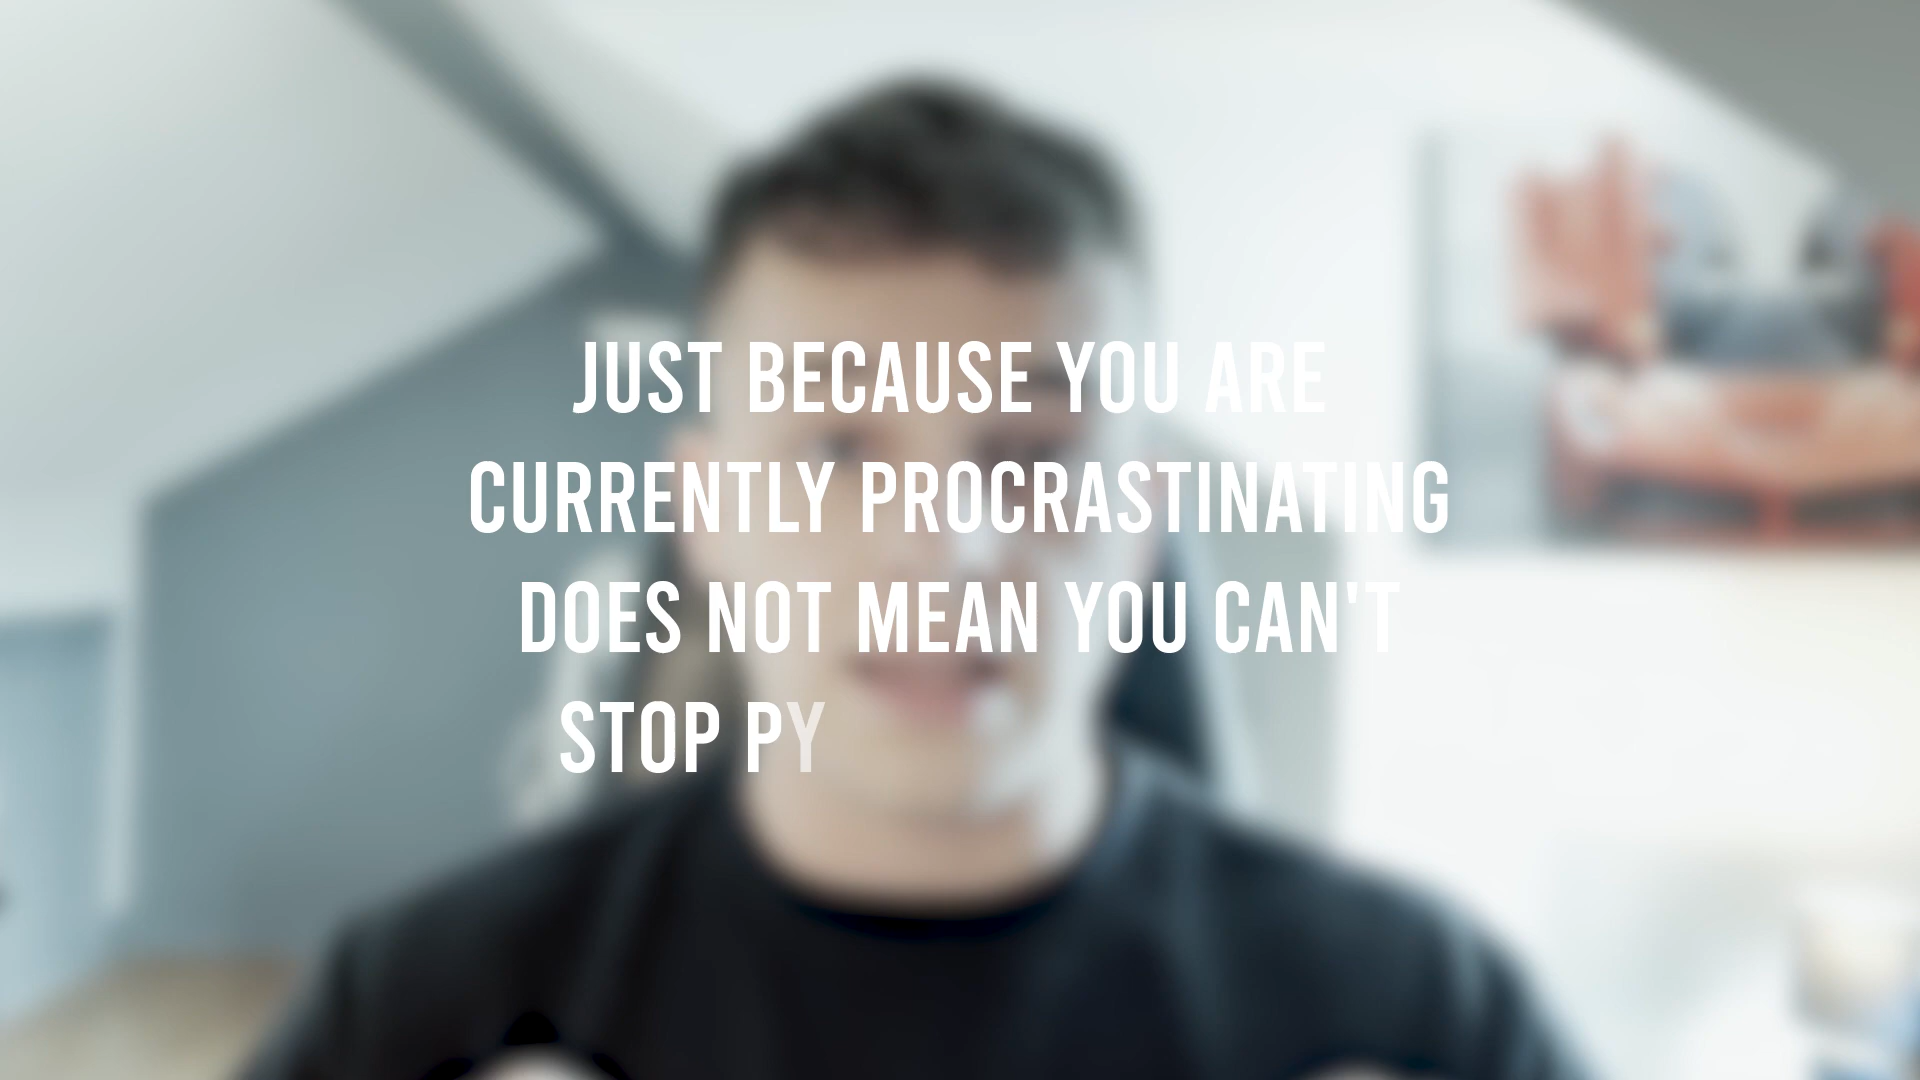 JUST BECAUSE YOU ARE
CURRENTLY PROCRASTINATING
DOES NOT MEAN YOU CAN'T
STOP PY